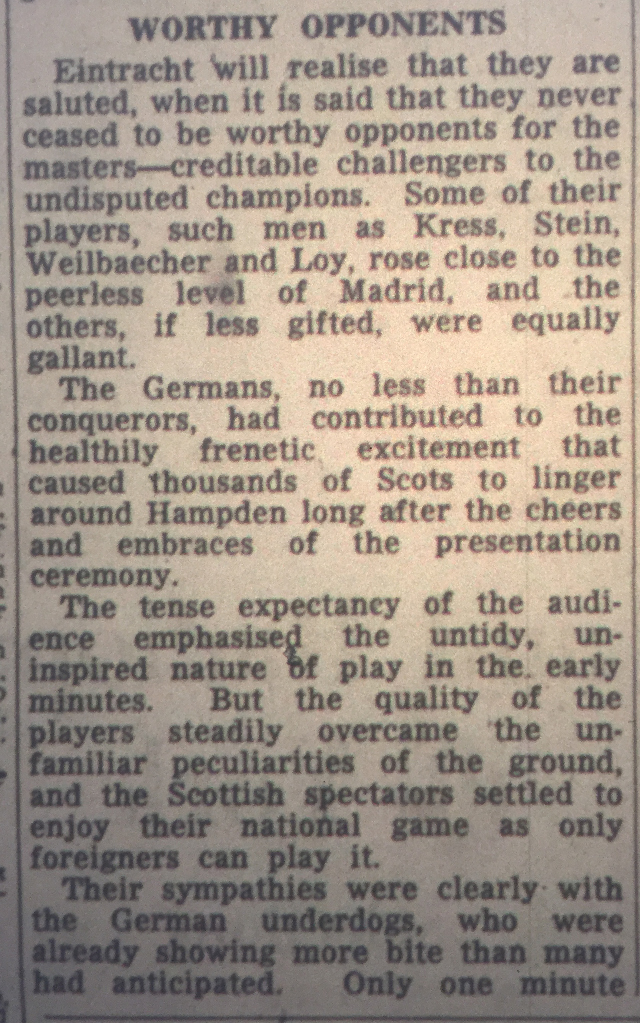 WORTHY OPPONENTS
Eintracht will realise that they are
saluted, when it is said that they never
ceased to be worthy opponents for the
masters—creditable challengers to the
undisputed champions. Some of their
players, such men as Kress, Stein,
Weilbaecher and Loy, rose close to the
peerless level of Madrid, and the
others, if less gifted, were equally
gallant.
The Germans, no less than their
conquerors, had contributed to the
healthily frenetic excitement that
caused thousands of Scots to linger
around Hampden long after the cheers
and embraces of the presentation
ceremony.
The tense expectancy of the audi-
ence emphasised the untidy, un-
inspired nature of play in the early
minutes. But the quality of the
players steadily overcame the un-
familiar peculiarities of the ground,
and the Scottish spectators settled to
enjoy their national game as only
foreigners can play it.
Their sympathies were clearly with
the German underdogs, who were
already showing more bite than many
had anticipated. Only one minute